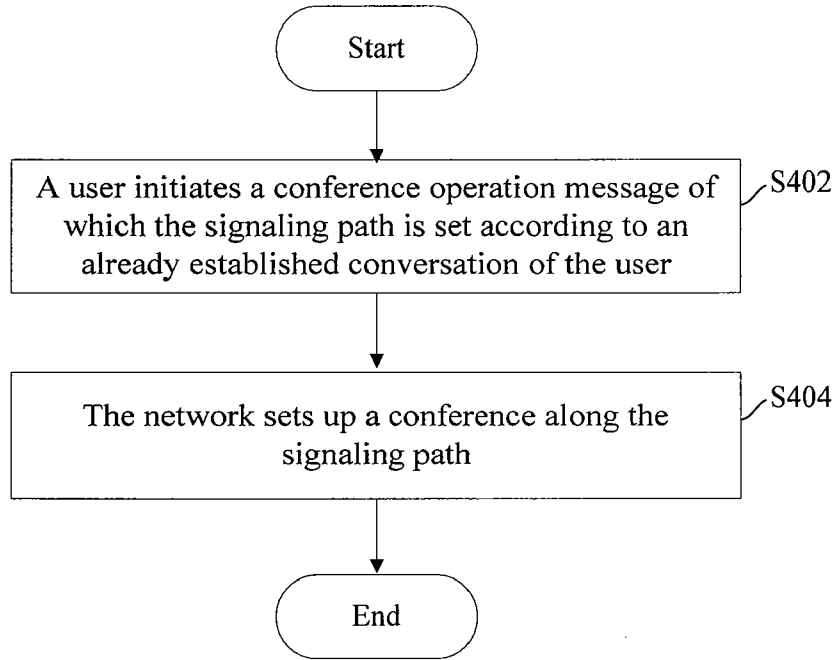 Start
A user initiates a conference operation message of
which the signaling path is set according to an
already established conversation of the user
S402
The network sets up a conference along the
signaling path
S404
End